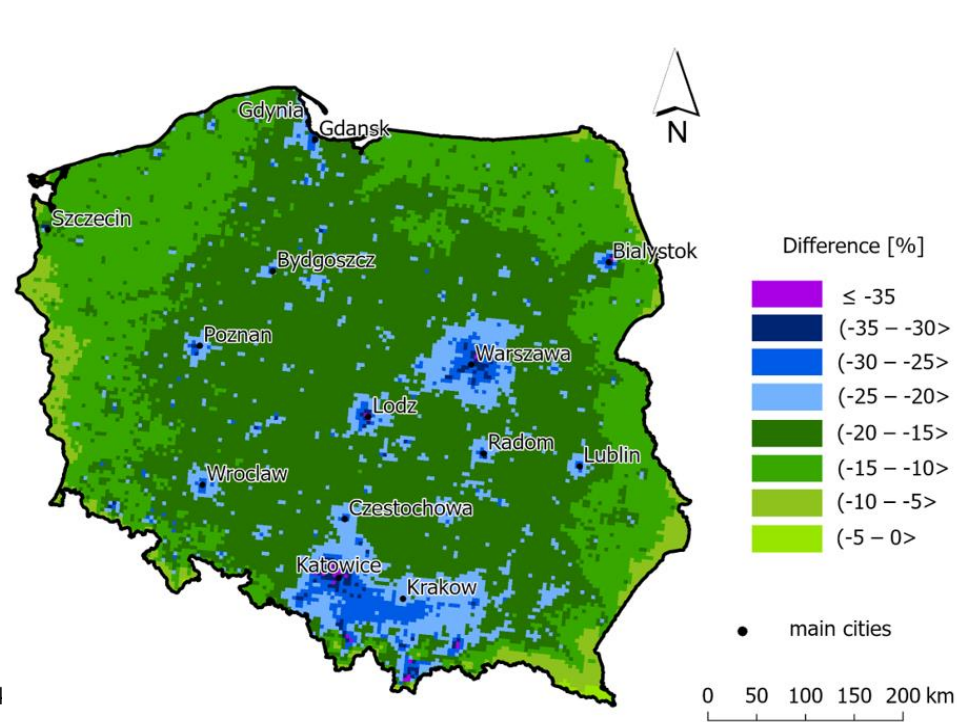 N
Gdynia
Gdansk
Szczecin
Bialystok
Bydgoszcz
Poznan
Warszawa
Lodz
Radom
Lublin
Wroclaw
Czestochowa
Katowice
Krakow
Difference [%]
≤ -35
(-35 – -30>
(-30 – -25>
(-25 – -20>
(-20 – -15>
(-15 – -10>
(-10 – -5>
(-5 – 0>
main cities
0 50 100 150 200 km